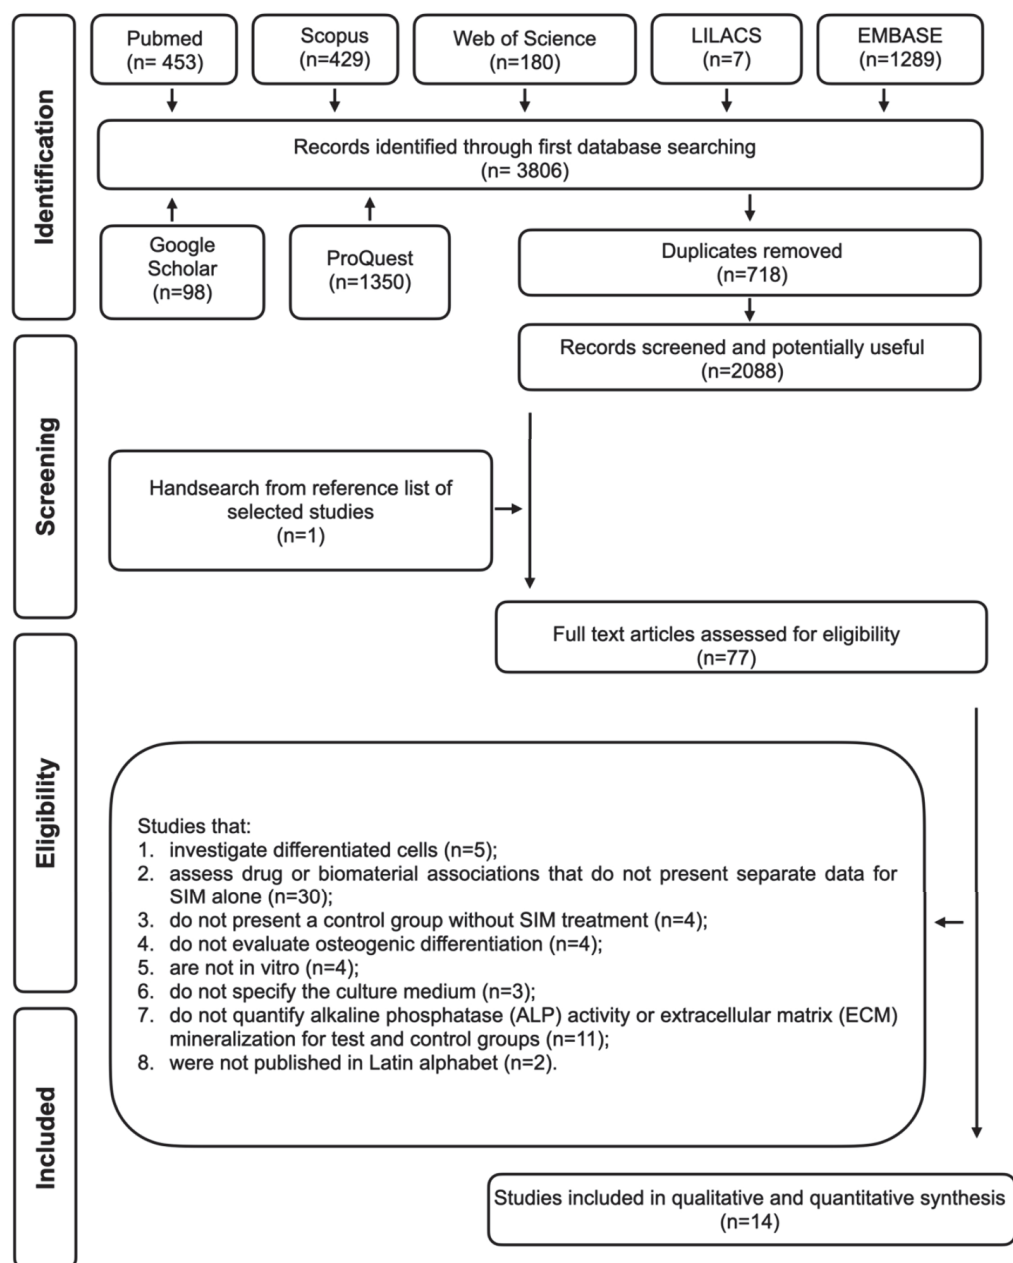 Identification
Pubmed
(n= 453)
Scopus
(n=429)
Web of Science
(n=180)
LILACS
(n=7)
EMBASE
(n=1289)
Records identified through first database searching
(n= 3806)
Google
Scholar
(n=98)
ProQuest
(n=1350)
Duplicates removed
(n=718)
Records screened and potentially useful
(n=2088)
Screening
Handsearch from reference list of
selected studies
(n=1)
Full text articles assessed for eligibility
(n=77)
Eligibility
Studies that:
1. investigate differentiated cells (n=5);
2. assess drug or biomaterial associations that do not present separate data for
SIM alone (n=30);
3. do not present a control group without SIM treatment (n=4);
4. do not evaluate osteogenic differentiation (n=4);
5. are not in vitro (n=4);
6. do not specify the culture medium (n=3);
7. do not quantify alkaline phosphatase (ALP) activity or extracellular matrix (ECM)
mineralization for test and control groups (n=11);
8. were not published in Latin alphabet (n=2).
Included
Studies included in qualitative and quantitative synthesis
(n=14)